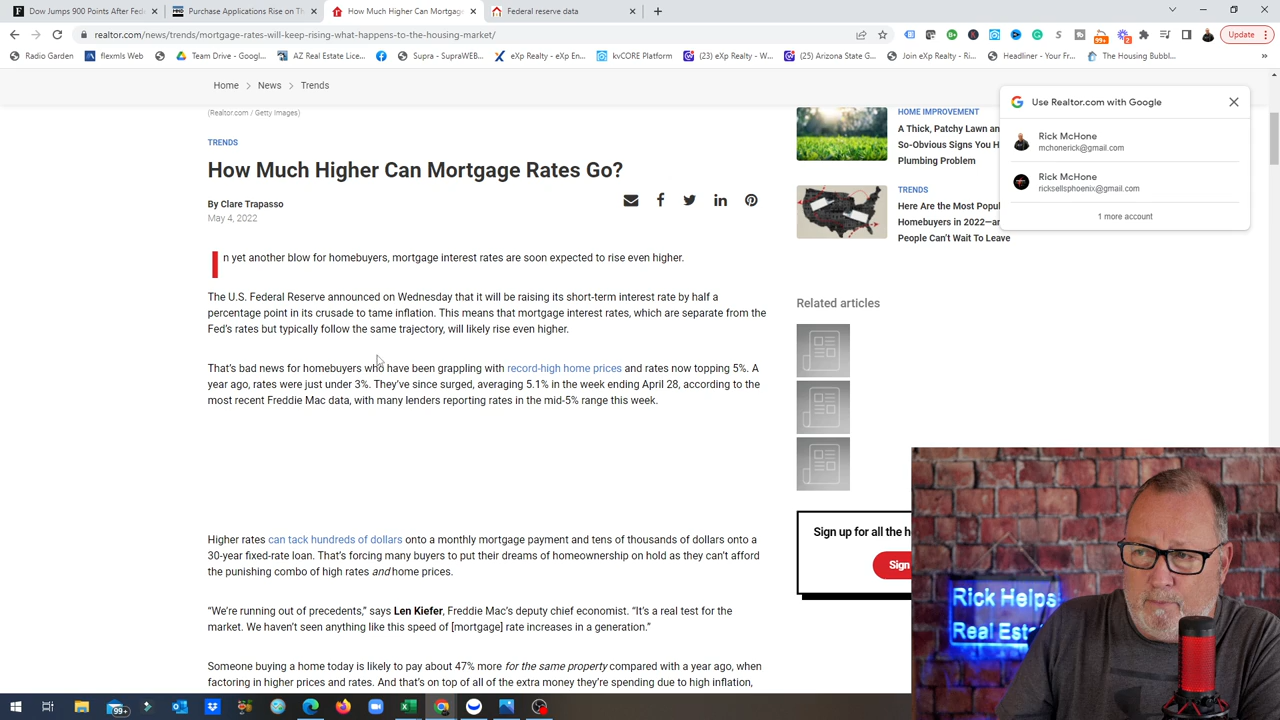 Dow Jumps 900 Points After Fed
Purchase Applications Rise on Th
How Much Higher Can Mortgage
Federal reserve data
realtor.com/news/trends/mortgage-rates-will-keep-rising-what-happens-to-the-housing-market/
Update
Radio Garden
flexmls Web
Team Drive - Googl...
AZ Real Estate Lice...
Supra - SupraWEB...
eXp Realty - eXp En...
kvCORE Platform
(23) eXp Realty - W...
(25) Arizona State G...
Join eXp Realty - Ri...
Headliner - Your Fr...
The Housing Bubbl...
Home > News > Trends
(Realtor.com / Getty Images)
TRENDS
How Much Higher Can Mortgage Rates Go?
By Clare Trapasso
May 4, 2022
In yet another blow for homebuyers, mortgage interest rates are soon expected to rise even higher.
The U.S. Federal Reserve announced on Wednesday that it will be raising its short-term interest rate by half a
percentage point in its crusade to tame inflation. This means that mortgage interest rates, which are separate from the
Fed's rates but typically follow the same trajectory, will likely rise even higher.
That's bad news for homebuyers who have been grappling with record-high home prices and rates now topping 5%. A
year ago, rates were just under 3%. They've since surged, averaging 5.1% in the week ending April 28, according to the
most recent Freddie Mac data, with many lenders reporting rates in the mid-5% range this week.
Higher rates can tack hundreds of dollars onto a monthly mortgage payment and tens of thousands of dollars onto a
30-year fixed-rate loan. That's forcing many buyers to put their dreams of homeownership on hold as they can't afford
the punishing combo of high rates and home prices.
"We're running out of precedents," says Len Kiefer, Freddie Mac's deputy chief economist. "It's a real test for the
market. We haven't seen anything like this speed of [mortgage] rate increases in a generation."
Someone buying a home today is likely to pay about 47% more for the same property compared with a year ago, when
factoring in higher prices and rates. And that's on top of all of the extra money they're spending due to high inflation,
HOME IMPROVEMENT
A Thick, Patchy Lawn an
So-Obvious Signs You H
Plumbing Problem
TRENDS
Here Are the Most Popu
Homebuyers in 2022—an
People Can't Wait To Leave
Related articles
Sign up for all the h
Sign
Use Realtor.com with Google
Rick McHone
mchonerick@gmail.com
Rick McHone
ricksellsphoenix@gmail.com
1 more account
Rick Helps
Real Esta
99+
99+